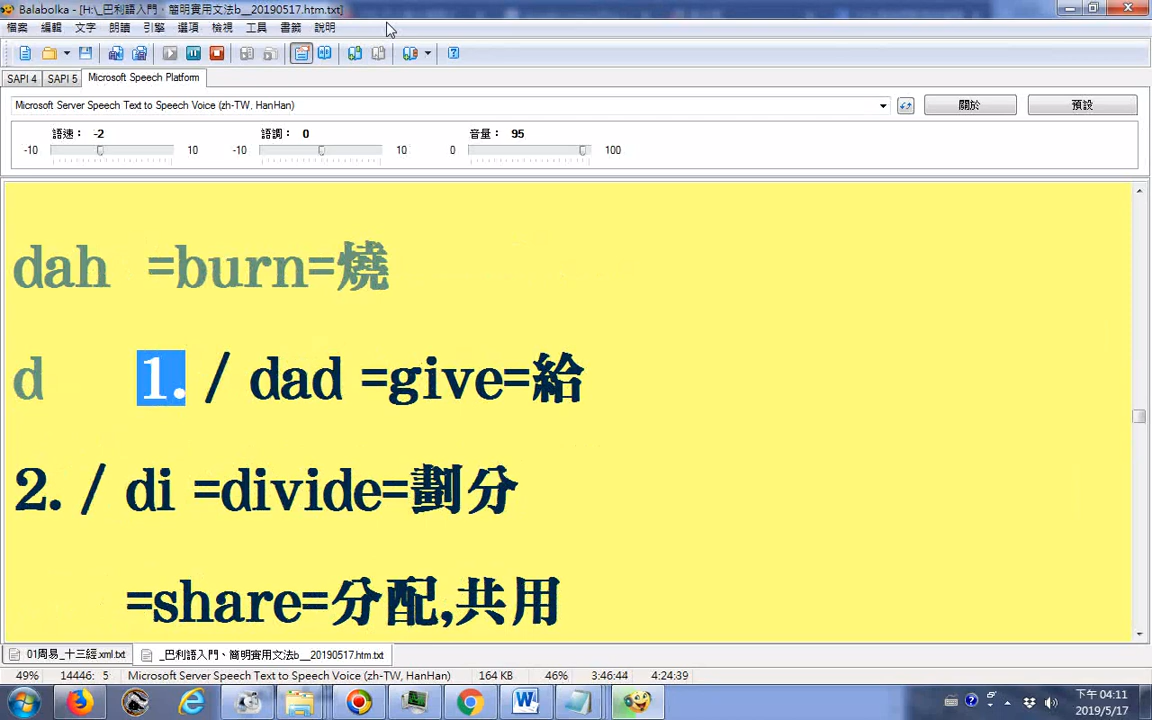 Balabolka - [H:\_巴利語入門、簡明實用文法b__20190517.htm.txt]
檔案 編輯 文字 朗讀 引擎 選項 檢視 工具 書籤 說明
SAPI 4 SAPI 5 Microsoft Speech Platform
Microsoft Server Speech Text to Speech Voice (zh-TW, HanHan) 關於 預設
語速： -2 語調： 0 音量： 95
-10 10 -10 10 0 100
dah =burn=燒
d 1. / dad =give=給
2. / di =divide=劃分
=share=分配,共用
01周易_十三經.xml.txt _巴利語入門、簡明實用文法b__20190517.htm.txt
49% 14446: 5 Microsoft Server Speech Text to Speech Voice (zh-TW, HanHan) 164 KB 46% 3:46:44 4:24:39
下午 04:11
2019/5/17